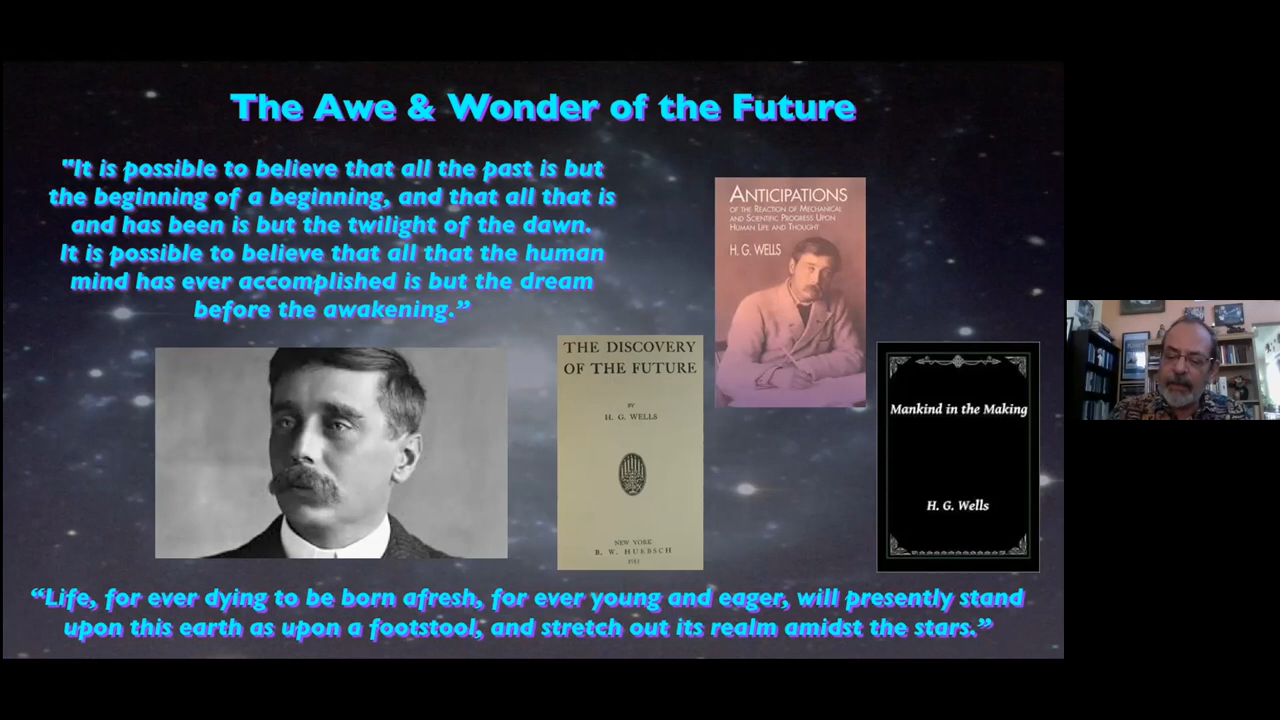 The Awe & Wonder of the Future
"It is possible to believe that all the past is but
the beginning of a beginning, and that all that is
and has been is but the twilight of the dawn.
It is possible to believe that all that the human
mind has ever accomplished is but the dream
before the awakening.”
ANTICIPATIONS
OF THE REACTION OF MECHANICAL
AND SCIENTIFIC PROGRESS UPON
HUMAN LIFE AND THOUGHT
H. G. WELLS
THE DISCOVERY
OF THE FUTURE
BY
H. G. WELLS
NEW YORK
B. W. HUEBSCH
1913
Mankind in the Making
H. G. Wells
“Life, for ever dying to be born afresh, for ever young and eager, will presently stand
upon this earth as upon a footstool, and stretch out its realm amidst the stars.”